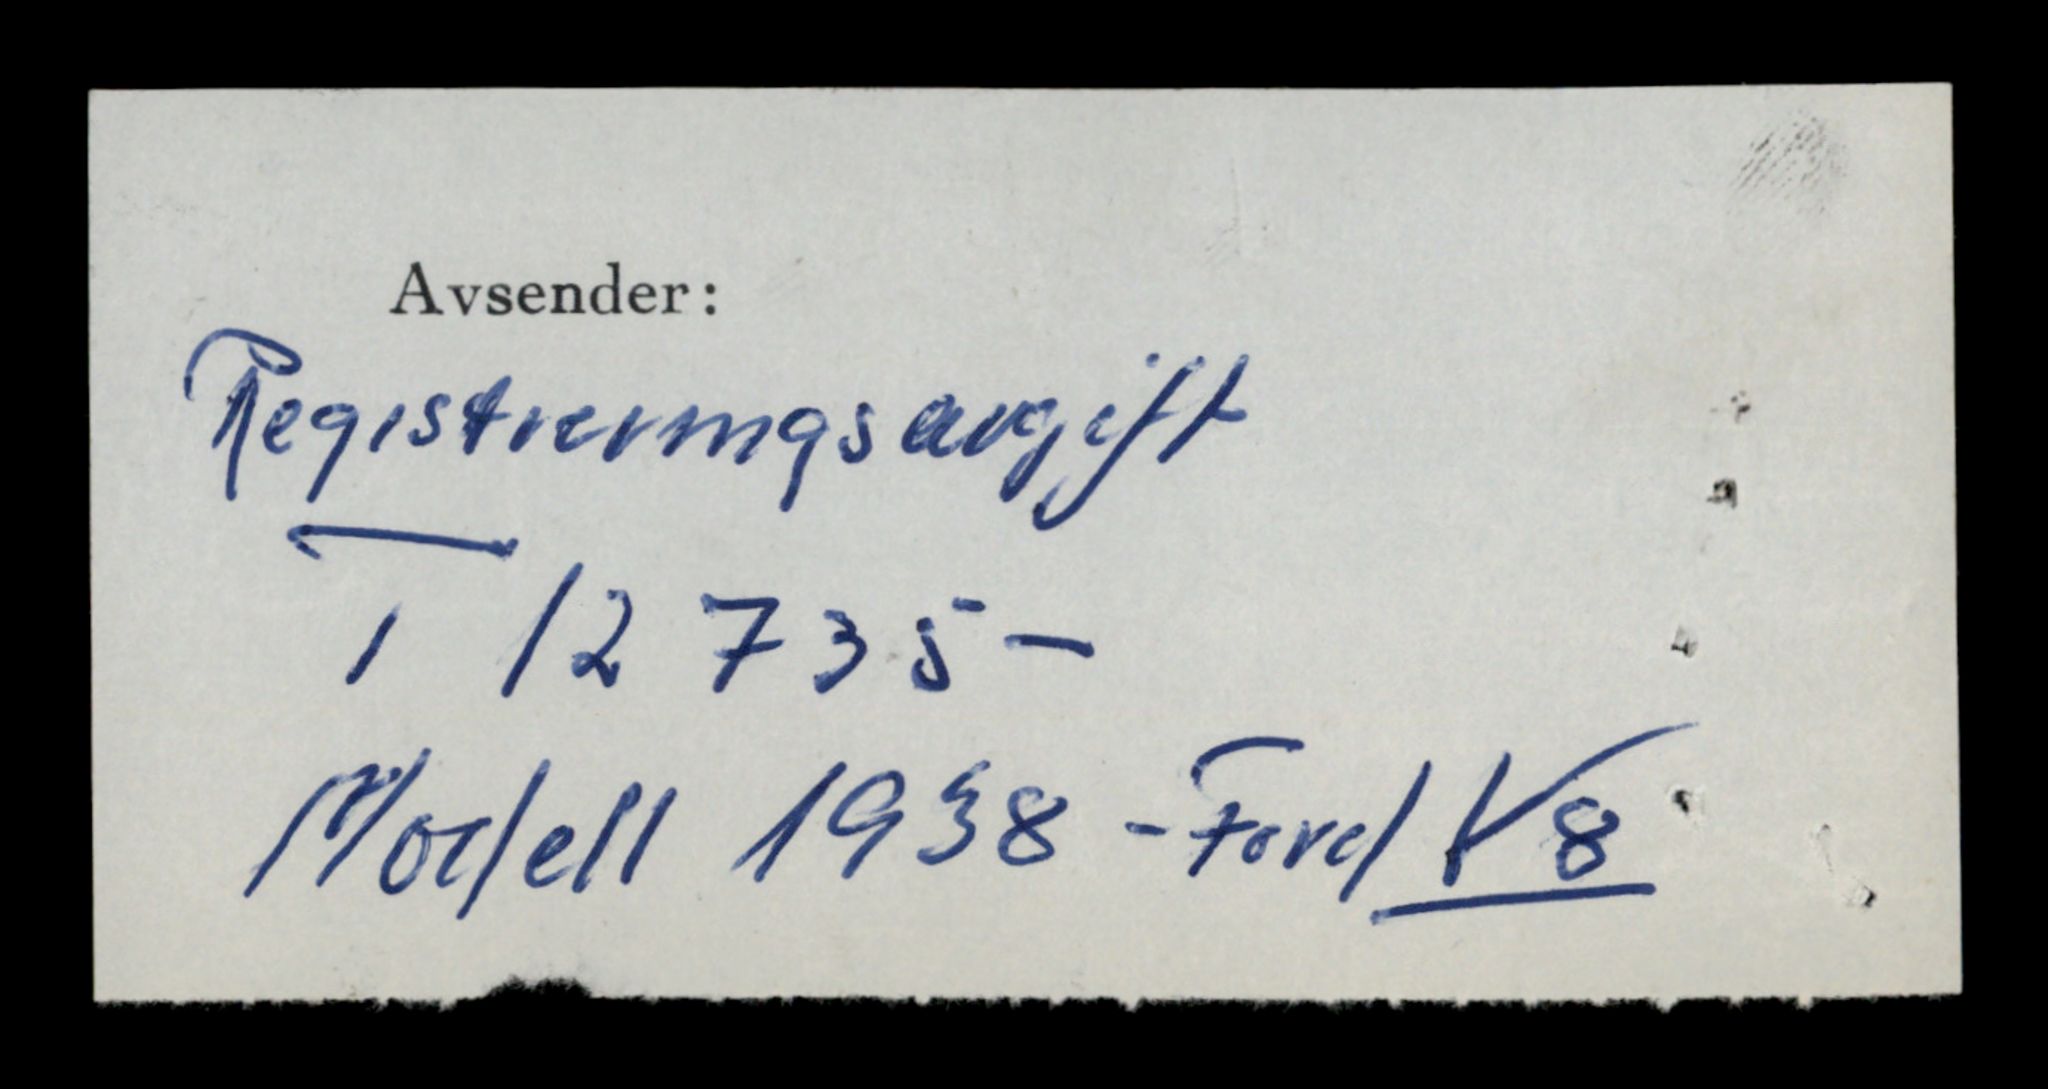 Avsender:
Registreringsavgift
T 12735-
Modell 1938 - Ford V8